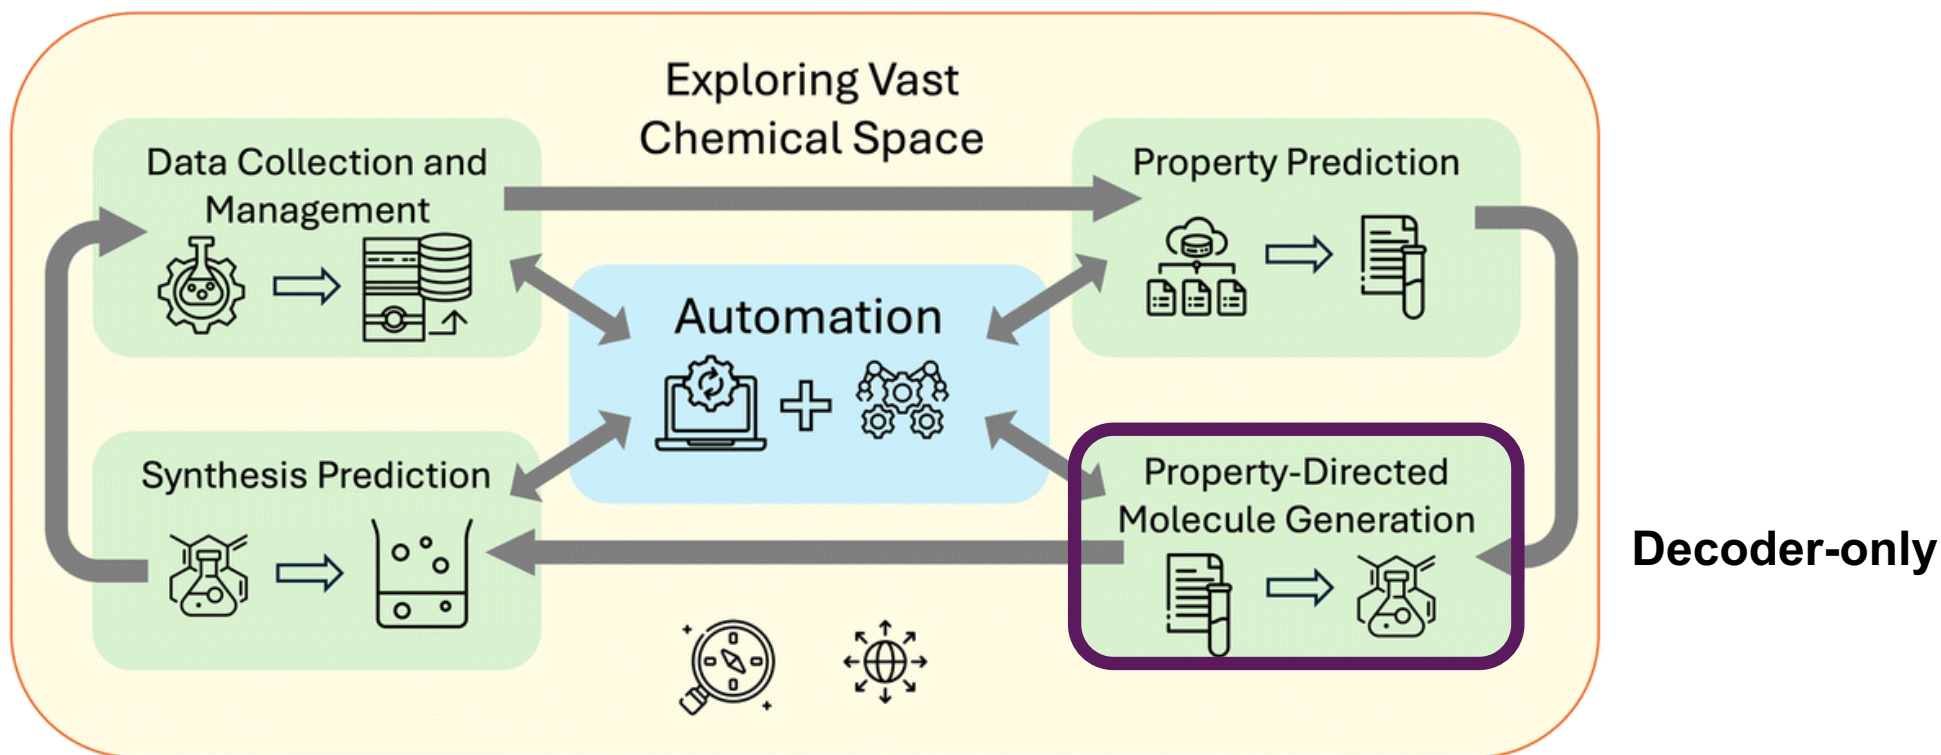 Exploring Vast
Chemical Space
Data Collection and
Management
Property Prediction
Automation
Synthesis Prediction
Property-Directed
Molecule Generation
Decoder-only